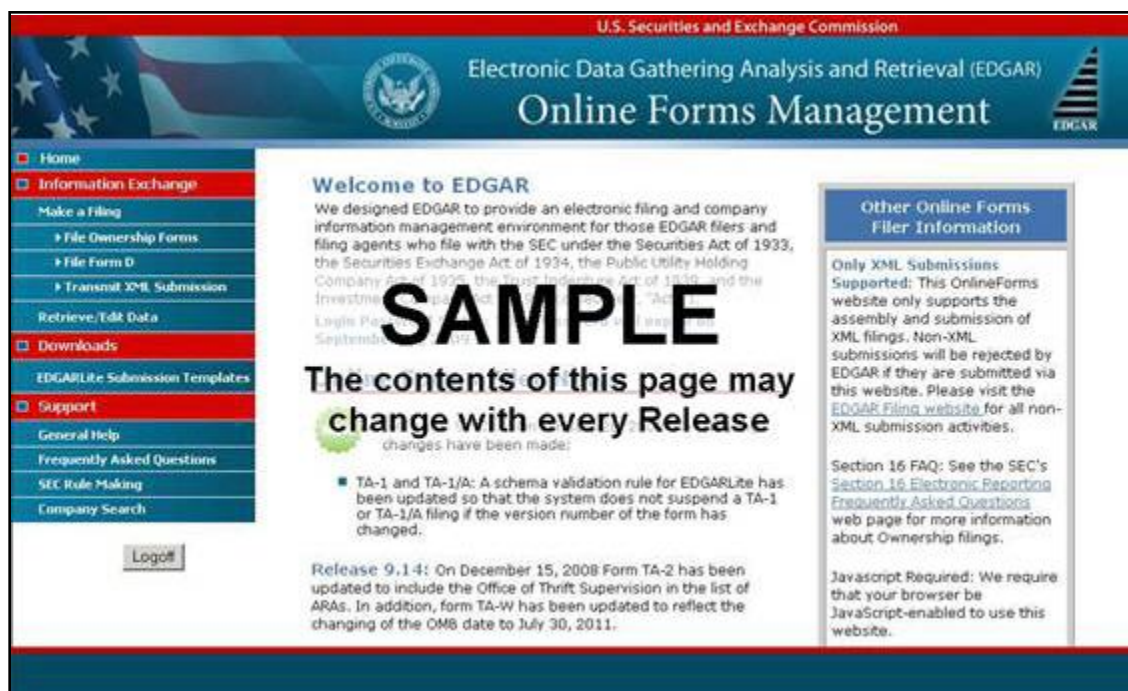 U.S. Securities and Exchange Commission
Electronic Data Gathering Analysis and Retrieval (EDGAR)
Online Forms Management
EDGAR
Home
Information Exchange
Make a Filing
File Ownership Forms
File Form D
Transmit XML Submission
Retrieve/Edit Data
Downloads
EDGARLite Submission Templates
Support
General Help
Frequently Asked Questions
SEC Rule Making
Company Search
Logoff
Welcome to EDGAR
We designed EDGAR to provide an electronic filing and company
information management environment for those EDGAR filers and
filing agents who file with the SEC under the Securities Act of 1933,
the Securities Exchange Act of 1934, the Public Utility Holding
Company Act of 1935, the Trust Indenture Act of 1939, and the
SAMPLE
The contents of this page may
change with every Release
changes have been made:
TA-1 and TA-1/A: A schema validation rule for EDGARLite has
been updated so that the system does not suspend a TA-1
or TA-1/A filing if the version number of the form has
changed.
Release 9.14: On December 15, 2008 Form TA-2 has been
updated to include the Office of Thrift Supervision in the list of
ARAs. In addition, form TA-W has been updated to reflect the
changing of the OMB date to July 30, 2011.
Other Online Forms
Filer Information
Only XML Submissions
Supported: This OnlineForms
website only supports the
assembly and submission of
XML filings. Non-XML
submissions will be rejected by
EDGAR if they are submitted via
this website. Please visit the
EDGAR Filing website for all non-
XML submission activities.
Section 16 FAQ: See the SEC's
Section 16 Electronic Reporting
Frequently Asked Questions
web page for more information
about Ownership filings.
Javascript Required: We require
that your browser be
JavaScript-enabled to use this
website.